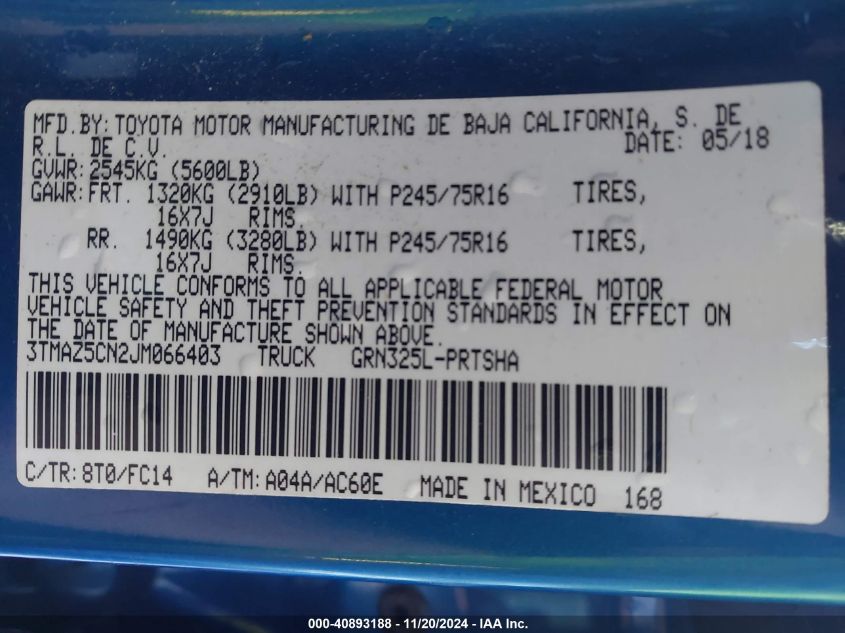 MFD.BY: TOYOTA MOTOR MANUFACTURING DE BAJA CALIFORNIA, S. DE
R.L. DE C.V.
DATE: 05/18
GVWR: 2545KG (5600LB)
GAWR: FRT. 1320KG (2910LB) WITH P245/75R16 TIRES,
16X7J RIMS.
RR. 1490KG (3280LB) WITH P245/75R16 TIRES,
16X7J RIMS.
THIS VEHICLE CONFORMS TO ALL APPLICABLE FEDERAL MOTOR
VEHICLE SAFETY AND THEFT PREVENTION STANDARDS IN EFFECT ON
THE DATE OF MANUFACTURE SHOWN ABOVE.
3TMAZ5CN2JM066403 TRUCK GRN325L-PRTSHA
C/TR: 8T0/FC14 A/TM: A04A/AC60E MADE IN MEXICO 168
000-40893188 - 11/20/2024 - IAA Inc.